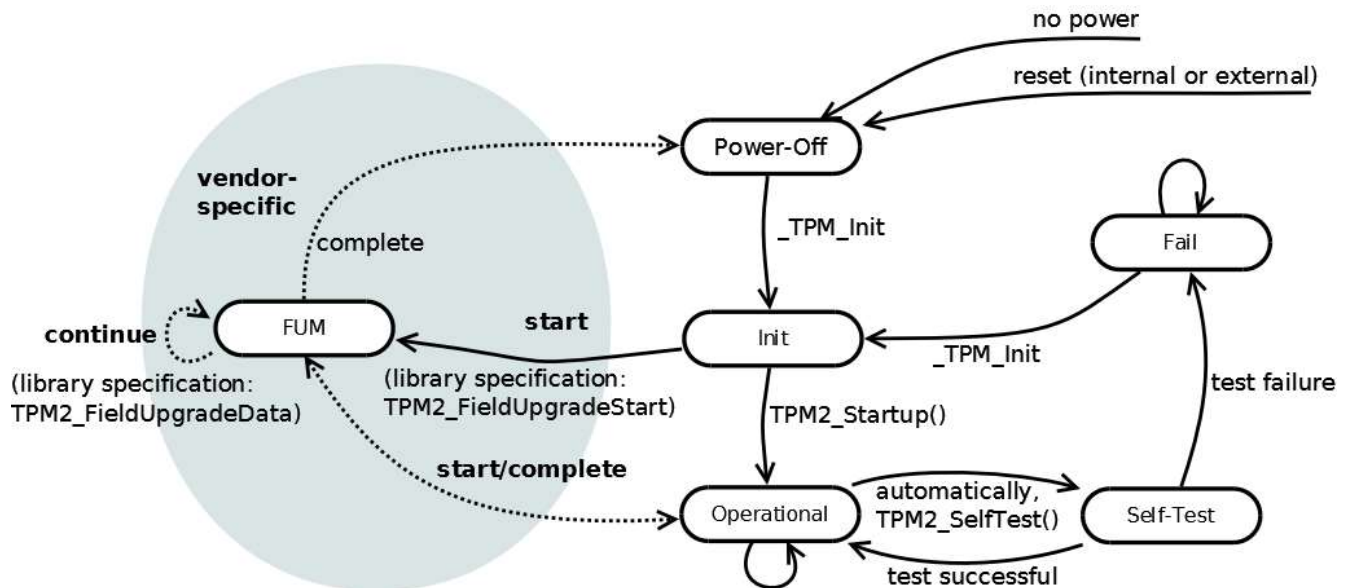 no power
reset (internal or external)
Power-Off
vendor-
specific
_TPM_Init
Fail
complete
FUM
start
Init
continue
_TPM_Init
(library specification:
TPM2_FieldUpgradeData)
(library specification:
TPM2_FieldUpgradeStart)
test failure
TPM2_Startup()
start/complete
Operational
automatically,
TPM2_SelfTest()
Self-Test
test successful